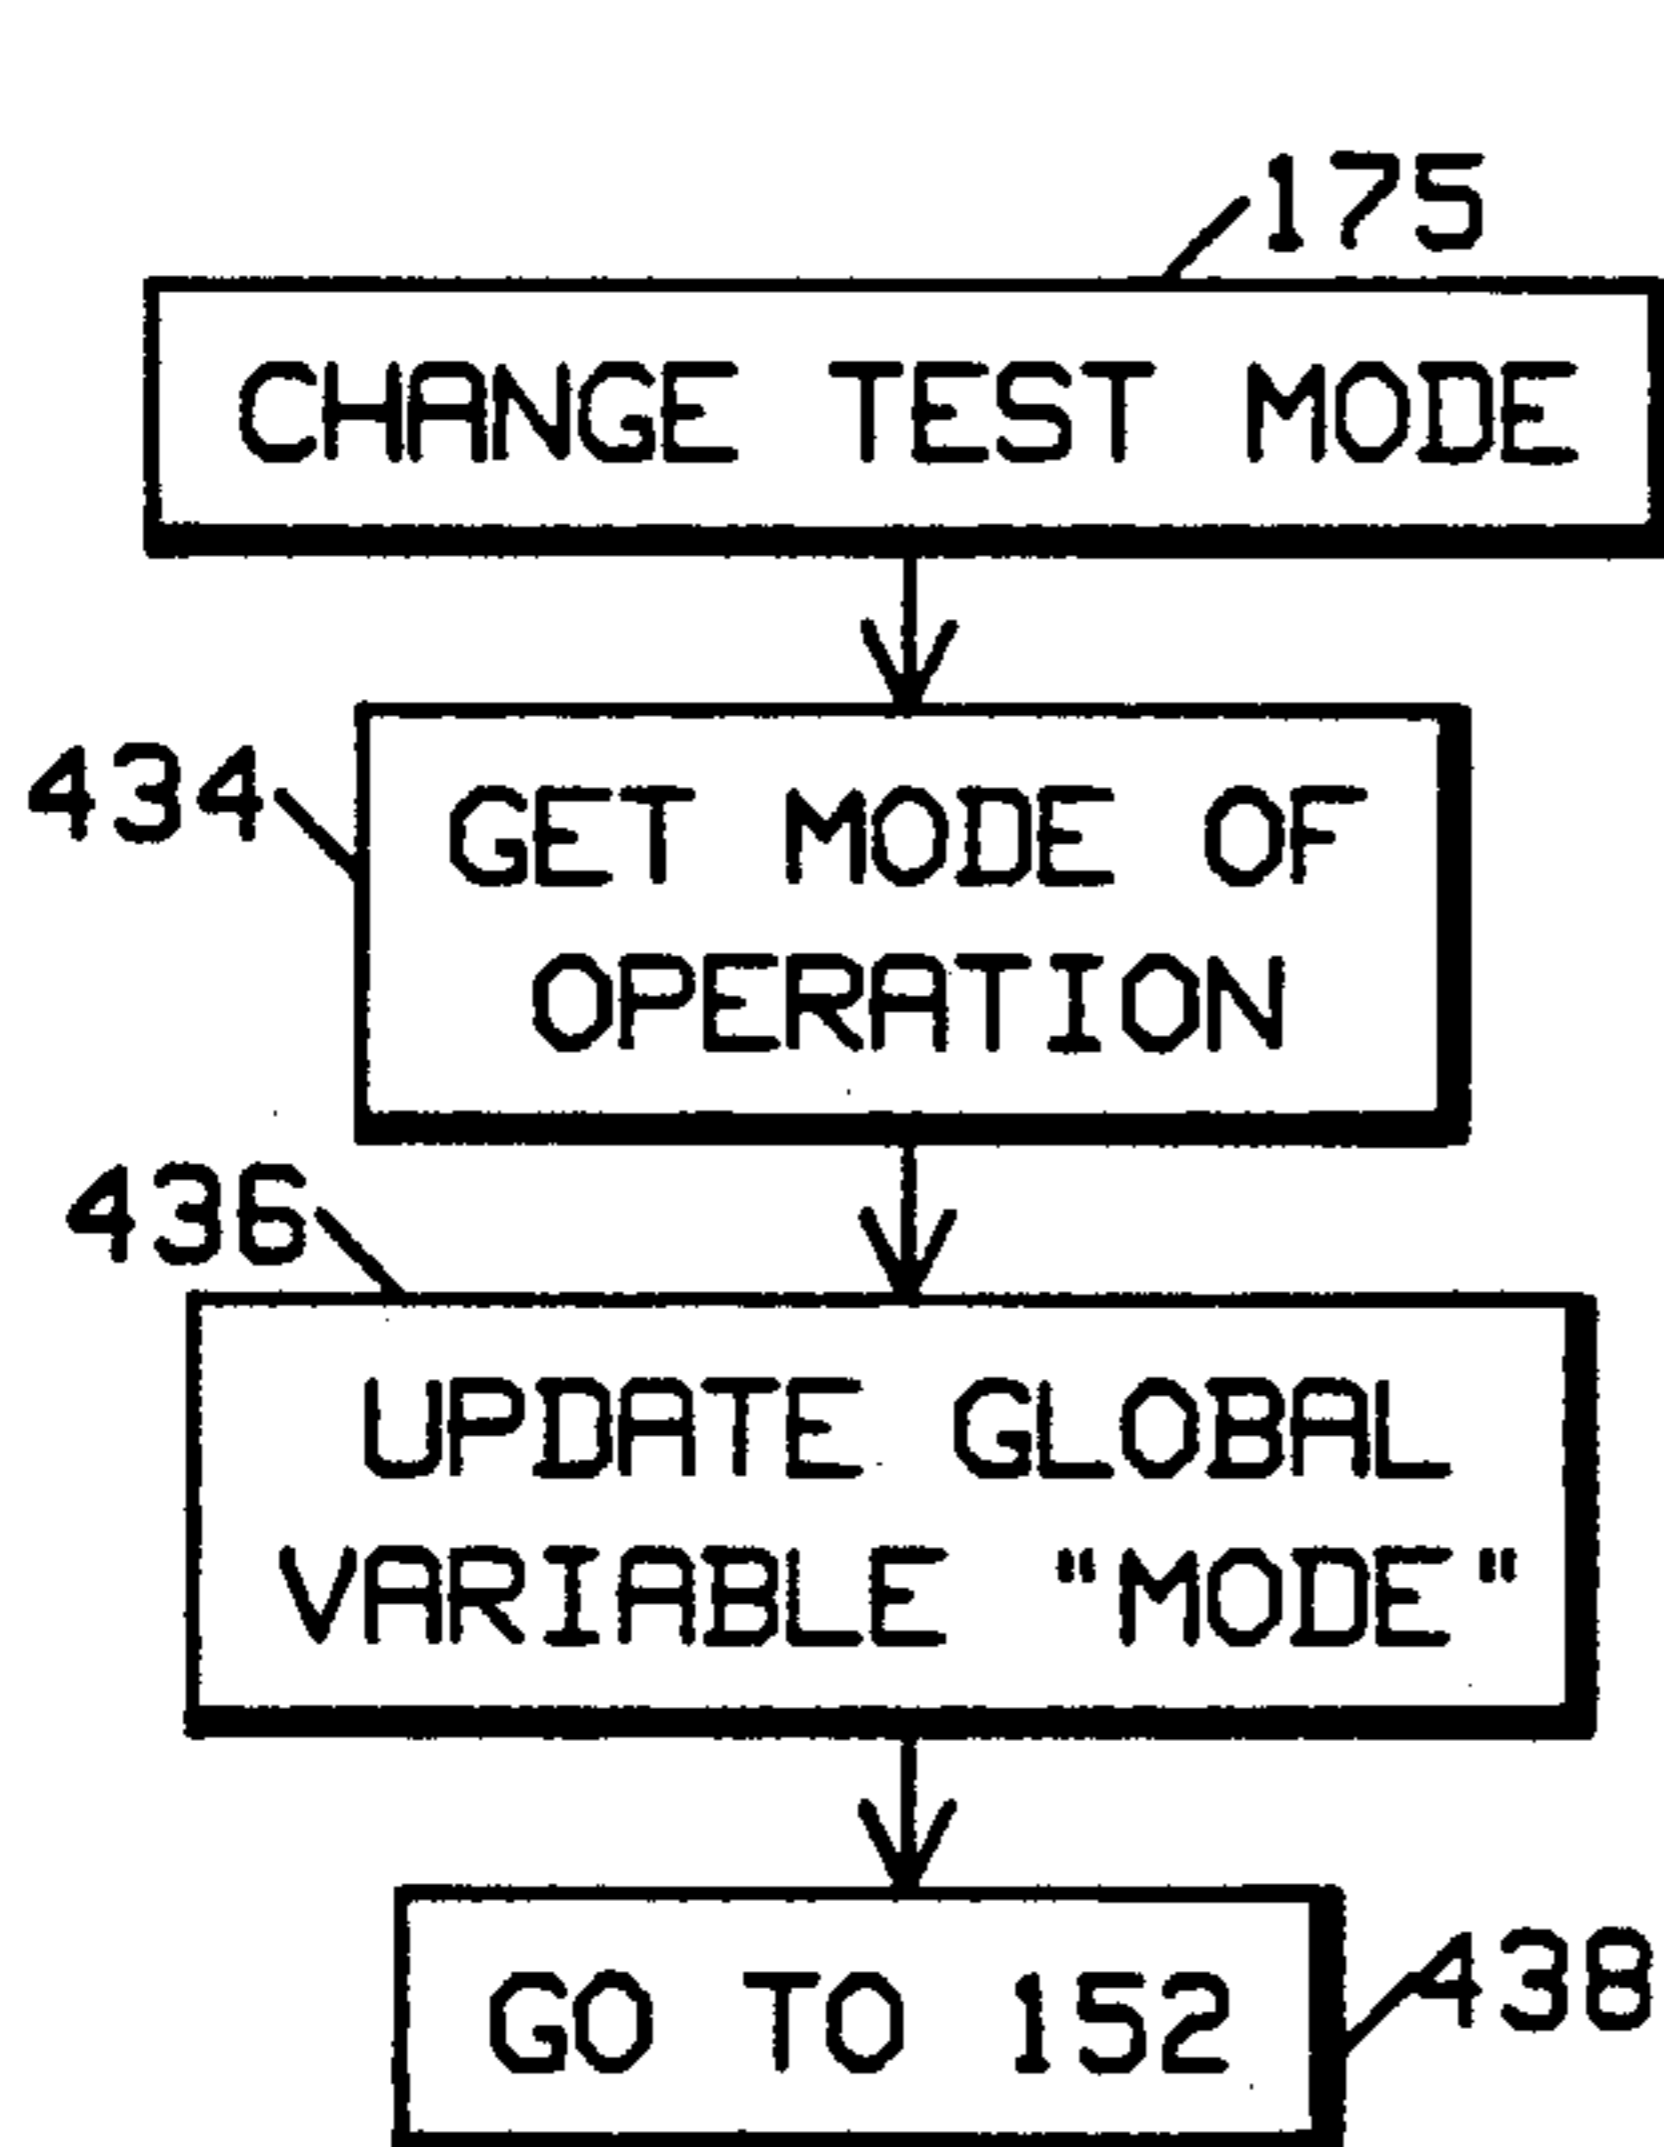 175
CHANGE TEST MODE
434
GET MODE OF
OPERATION
436
UPDATE GLOBAL
VARIABLE "MODE"
GO TO 152
438